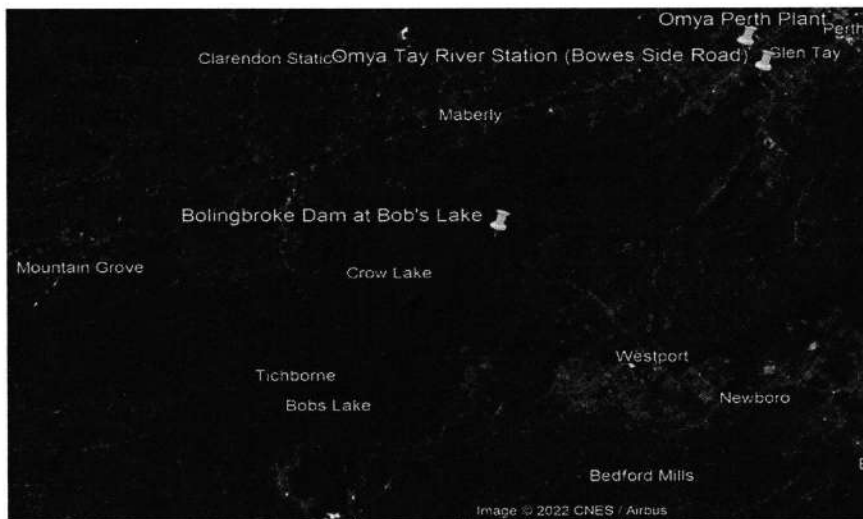 Omya Perth Plant
Perth
Clarendon Static
Omya Tay River Station (Bowes Side Road)
Glen Tay
Maberly
Bolingbroke Dam at Bob's Lake
Mountain Grove
Crow Lake
Westport
Tichborne
Newboro
Bobs Lake
Bedford Mills
Image © 2022 CNES / Airbus